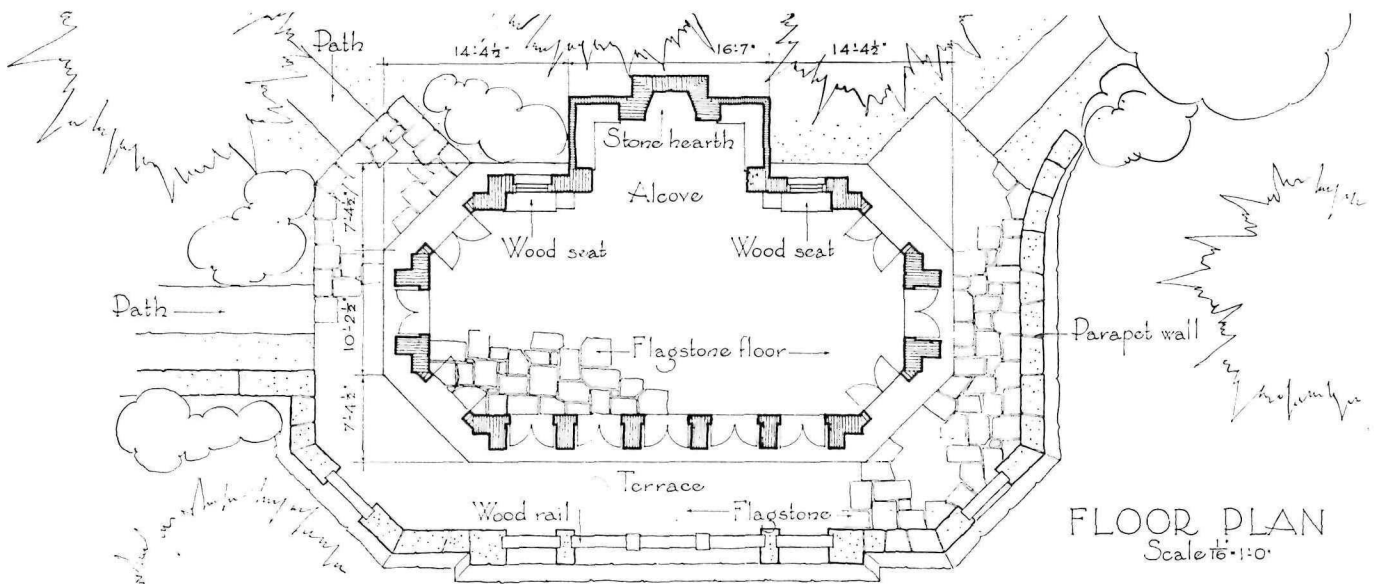 Path
14'-4½"
16'-7"
14'-4½"
Stone hearth
Alcove
7'-4½"
Wood seat
Wood seat
Path
10'-2½"
Flagstone floor
Parapet wall
7'-4½"
Terrace
Wood rail
Flagstone
FLOOR PLAN
Scale 1/16"=1'-0"